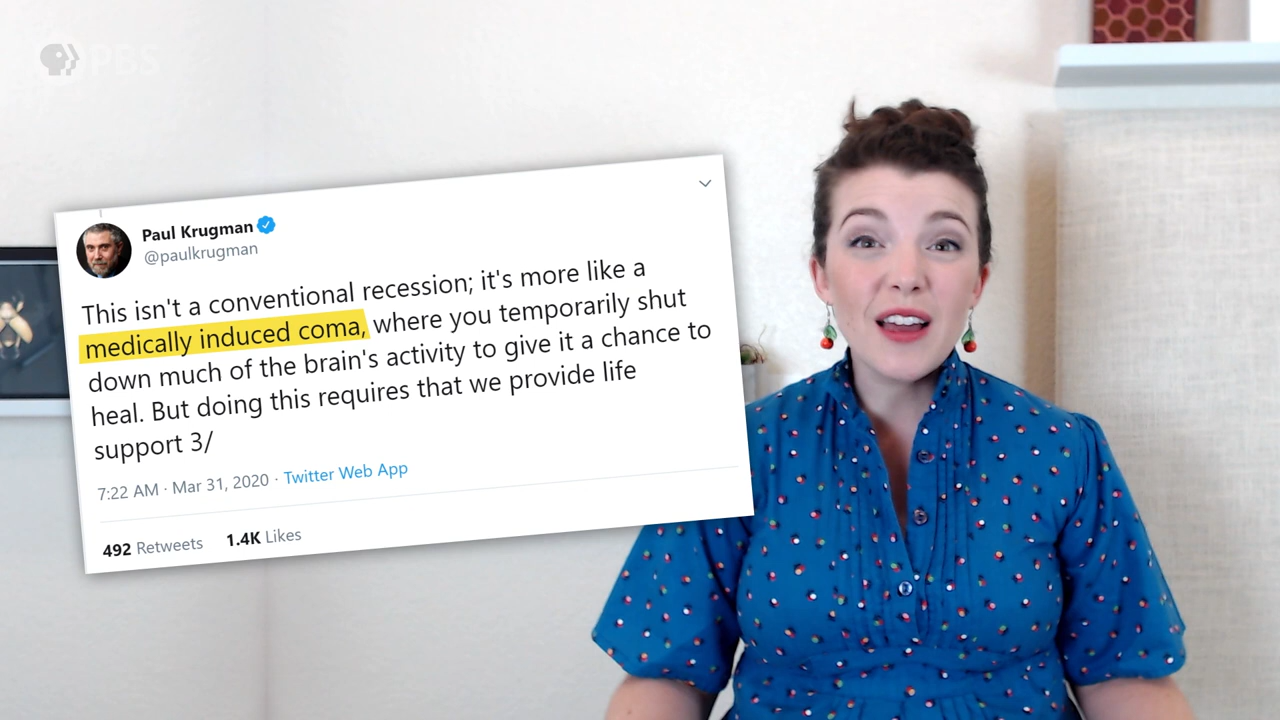 PBS
Paul Krugman
@paulkrugman
This isn't a conventional recession; it's more like a
medically induced coma, where you temporarily shut
down much of the brain's activity to give it a chance to
heal. But doing this requires that we provide life
support 3/
7:22 AM · Mar 31, 2020 · Twitter Web App
492 Retweets 1.4K Likes